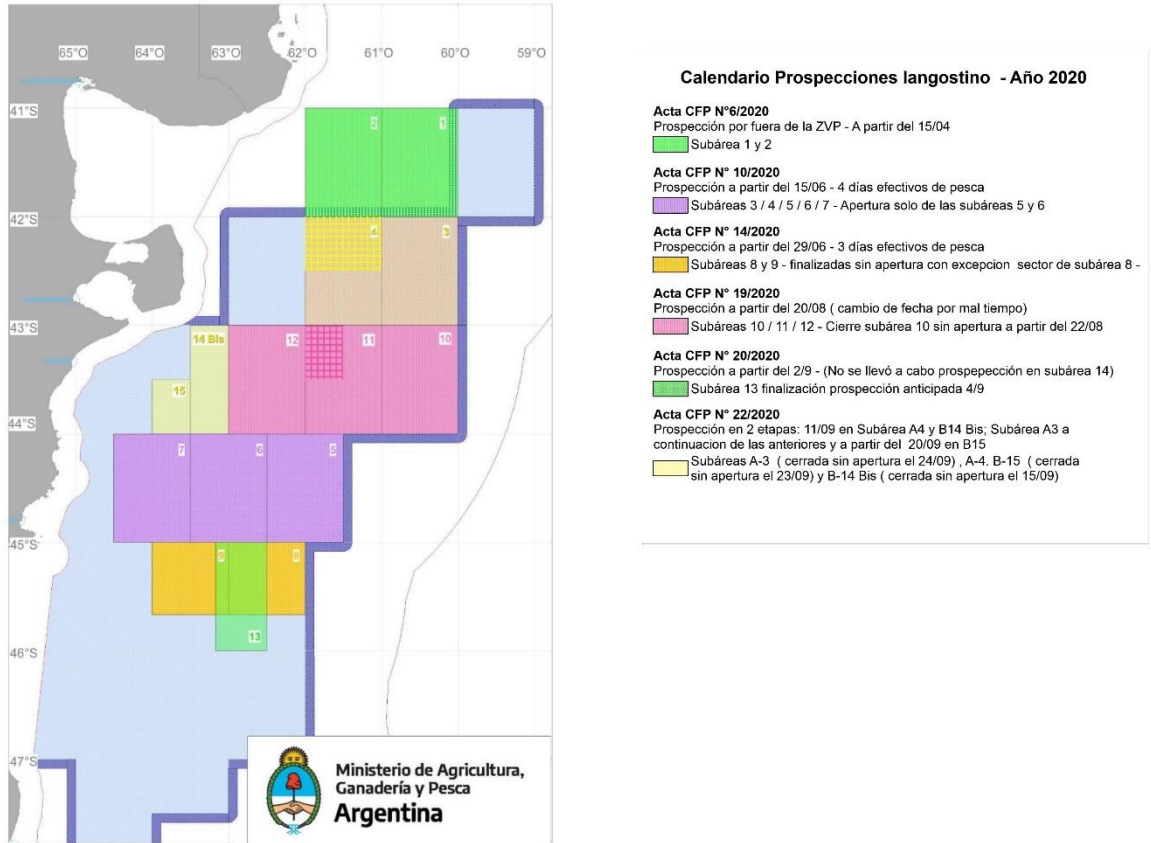 65°O 64°O 63°O 62°O 61°O 60°O 59°O
41°S
2 1
42°S
4 3
43°S
14 Bis 12 11 10
15
44°S
7 6 5
45°S
9 8
13
46°S
47°S
Ministerio de Agricultura,
Ganadería y Pesca
Argentina
Calendario Prospecciones langostino - Año 2020
Acta CFP N°6/2020
Prospección por fuera de la ZVP - A partir del 15/04
Subárea 1 y 2
Acta CFP N° 10/2020
Prospección a partir del 15/06 - 4 días efectivos de pesca
Subáreas 3 / 4 / 5 / 6 / 7 - Apertura solo de las subáreas 5 y 6
Acta CFP N° 14/2020
Prospección a partir del 29/06 - 3 días efectivos de pesca
Subáreas 8 y 9 - finalizadas sin apertura con excepcion sector de subárea 8 -
Acta CFP N° 19/2020
Prospección a partir del 20/08 ( cambio de fecha por mal tiempo)
Subáreas 10 / 11 / 12 - Cierre subárea 10 sin apertura a partir del 22/08
Acta CFP N° 20/2020
Prospección a partir del 2/9 - (No se llevó a cabo prospepección en subárea 14)
Subárea 13 finalización prospección anticipada 4/9
Acta CFP N° 22/2020
Prospección en 2 etapas: 11/09 en Subárea A4 y B14 Bis; Subárea A3 a
continuacion de las anteriores y a partir del 20/09 en B15
Subáreas A-3 ( cerrada sin apertura el 24/09) , A-4. B-15 ( cerrada
sin apertura el 23/09) y B-14 Bis ( cerrada sin apertura el 15/09)